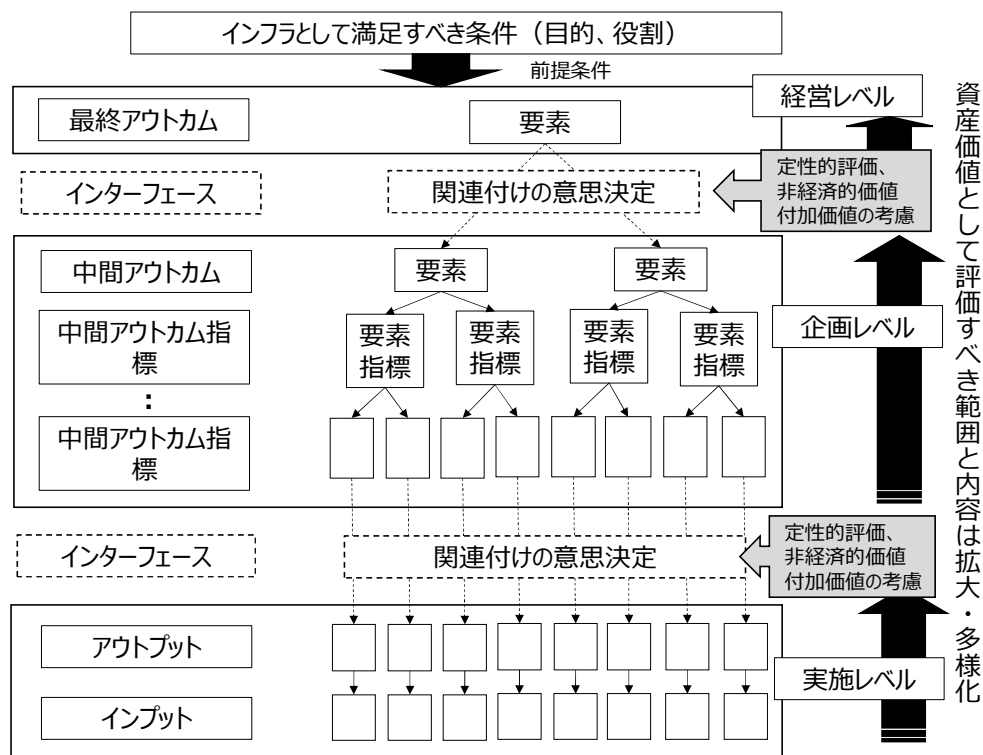 インフラとして満足すべき条件（目的、役割）
前提条件
経営レベル
最終アウトカム
要素
インターフェース
関連付けの意思決定
定性的評価、
非経済的価値
付加価値の考慮
中間アウトカム
要素
要素
中間アウトカム指
標
要素
指標
要素
指標
要素
指標
要素
指標
企画レベル
：
中間アウトカム指
標
インターフェース
関連付けの意思決定
定性的評価、
非経済的価値
付加価値の考慮
アウトプット
実施レベル
インプット
資産価値として評価すべき範囲と内容は拡大・多様化